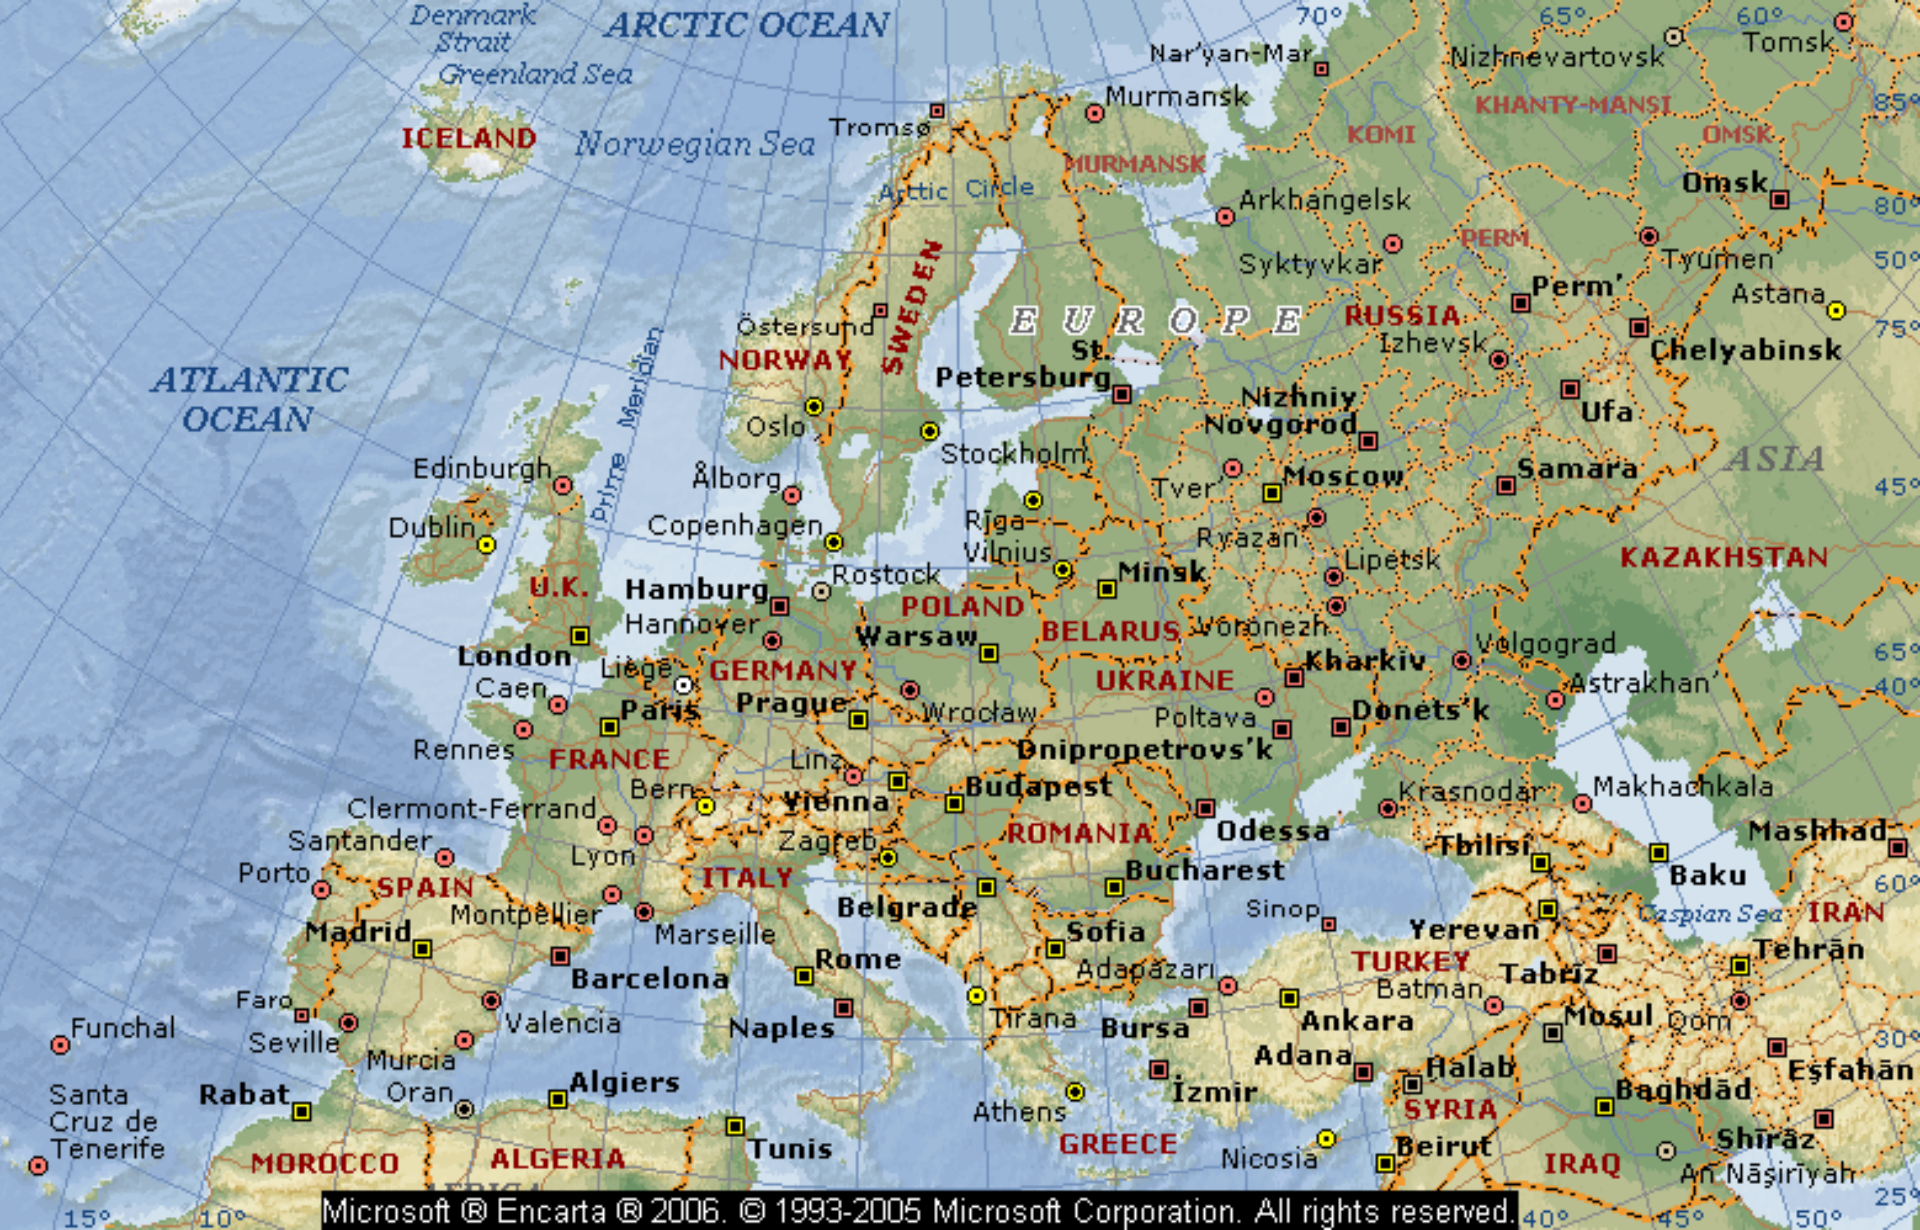 Denmark
Strait
ARCTIC OCEAN
Greenland Sea
70°
65°
60°
Nar'yan-Mar
Nizhnevartovsk
Tomsk
Murmansk
KHANTY-MANSI
85°
ICELAND
Norwegian Sea
Tromsø
KOMI
OMSK
MURMANSK
Arctic Circle
Omsk
Arkhangelsk
80°
PERM
Syktyvkar
Tyumen'
50°
SWEDEN
Perm'
Astana
EUROPE
RUSSIA
Östersund
75°
NORWAY
St.
Petersburg
Izhevsk
Chelyabinsk
Prime Meridian
ATLANTIC
OCEAN
Nizhniy
Novgorod
Ufa
Oslo
Stockholm
ASIA
Edinburgh
Ålborg
Tver'
Moscow
Samara
45°
Dublin
Copenhagen
Rīga
Ryazan'
Vilnius
Lipetsk
KAZAKHSTAN
U.K.
Hamburg
Rostock
Minsk
Hannover
POLAND
Warsaw
BELARUS
Voronezh
Volgograd
London
Liège
GERMANY
Kharkiv
65°
Caen
UKRAINE
Astrakhan'
40°
Paris
Prague
Wrocław
Poltava
Donets'k
Rennes
FRANCE
Linz
Dnipropetrovs'k
Bern
Vienna
Budapest
Krasnodar
Makhachkala
Clermont-Ferrand
Santander
Lyon
Zagreb
ROMANIA
Odessa
Tbilisi
Mashhad
Porto
SPAIN
ITALY
Bucharest
Baku
60°
Montpellier
Belgrade
Sinop
Caspian Sea
IRAN
Madrid
Marseille
Sofia
Yerevan
Tehrān
Rome
Adapazarı
TURKEY
Tabrīz
Barcelona
Batman
Faro
Valencia
Naples
Tirana
Bursa
Ankara
Mosul
Qom
Funchal
Seville
30°
Murcia
Adana
Halab
Eşfahān
Santa
Cruz de
Tenerife
Rabat
Oran
Algiers
Athens
İzmir
SYRIA
Baghdād
GREECE
Tunis
Nicosia
Beirut
Shīrāz
MOROCCO
ALGERIA
IRAQ
An Nāşirīyah
AFRICA
25°
15°
10°
Microsoft ® Encarta ® 2006. © 1993-2005 Microsoft Corporation. All rights reserved.
40°
45°
50°